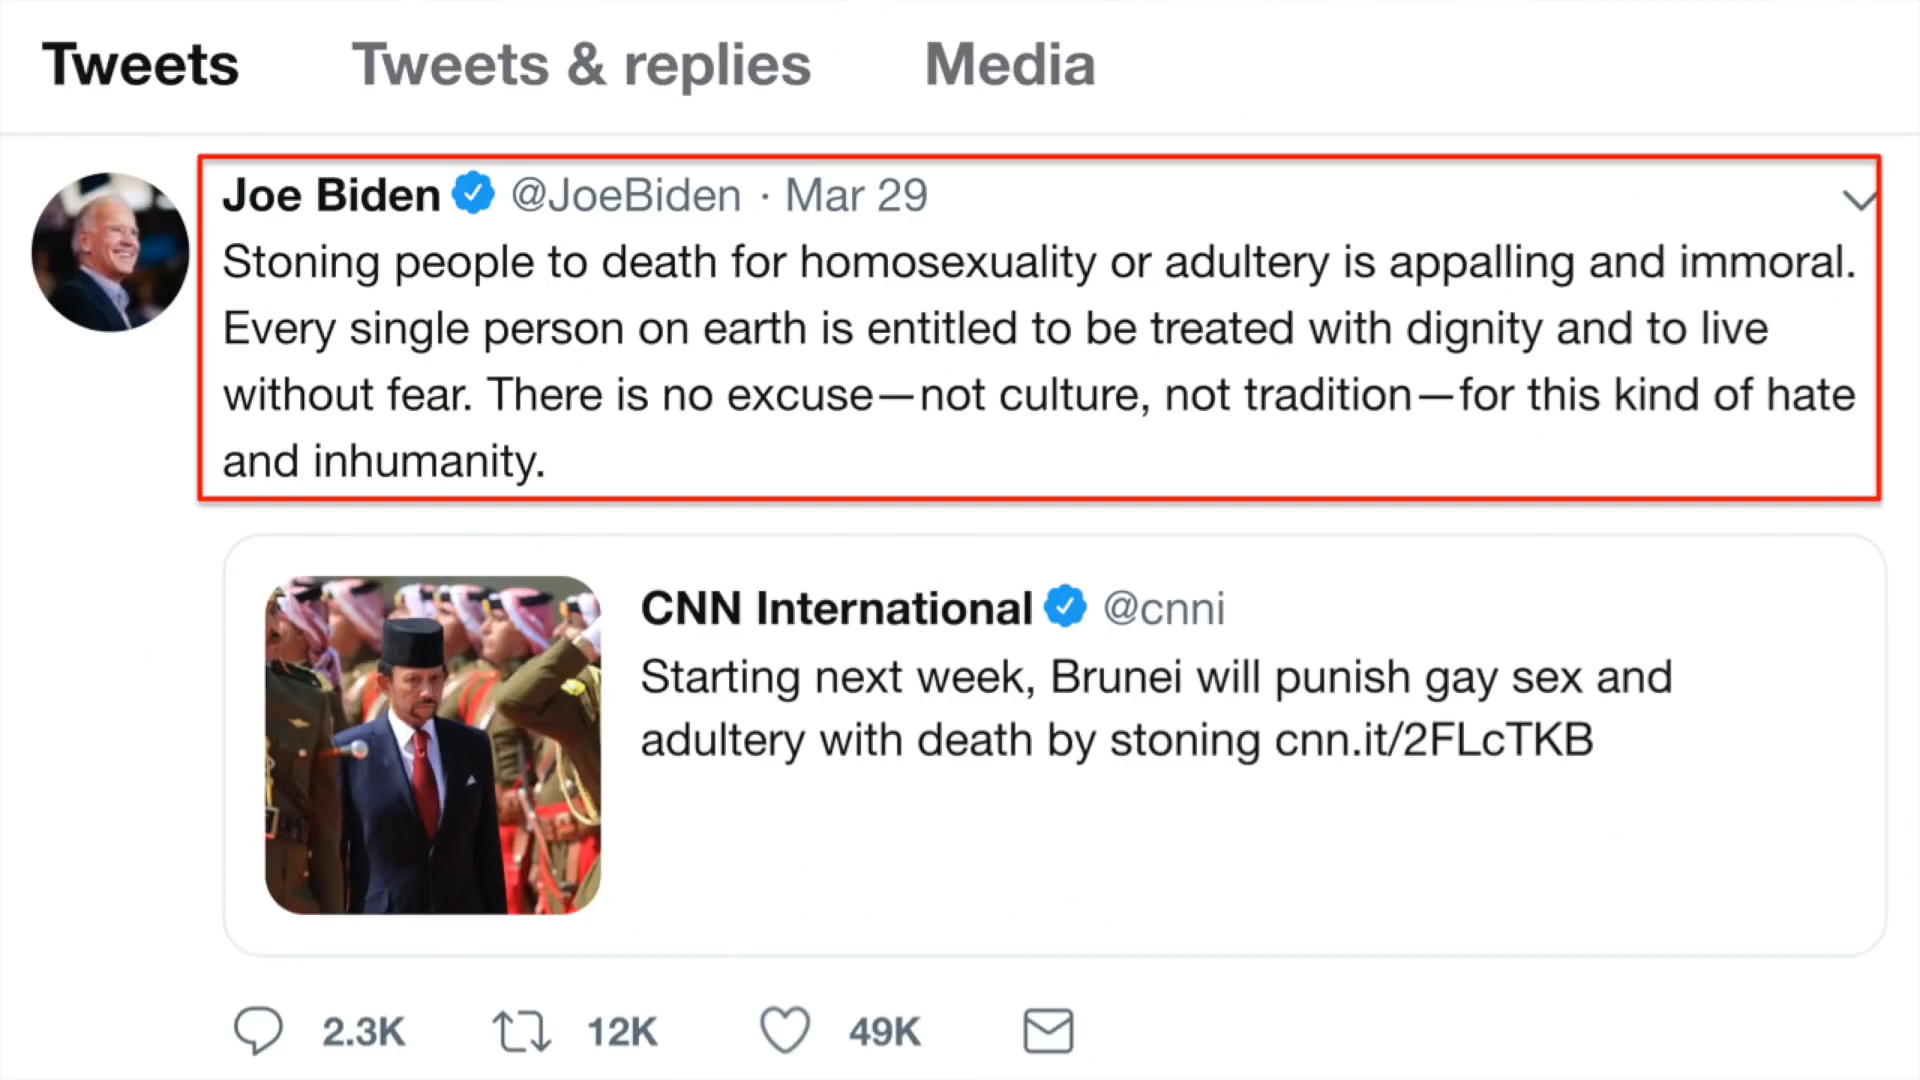 Tweets Tweets & replies Media
Joe Biden @JoeBiden · Mar 29
Stoning people to death for homosexuality or adultery is appalling and immoral.
Every single person on earth is entitled to be treated with dignity and to live
without fear. There is no excuse—not culture, not tradition—for this kind of hate
and inhumanity.
CNN International @cnni
Starting next week, Brunei will punish gay sex and
adultery with death by stoning cnn.it/2FLcTKB
2.3K 12K 49K